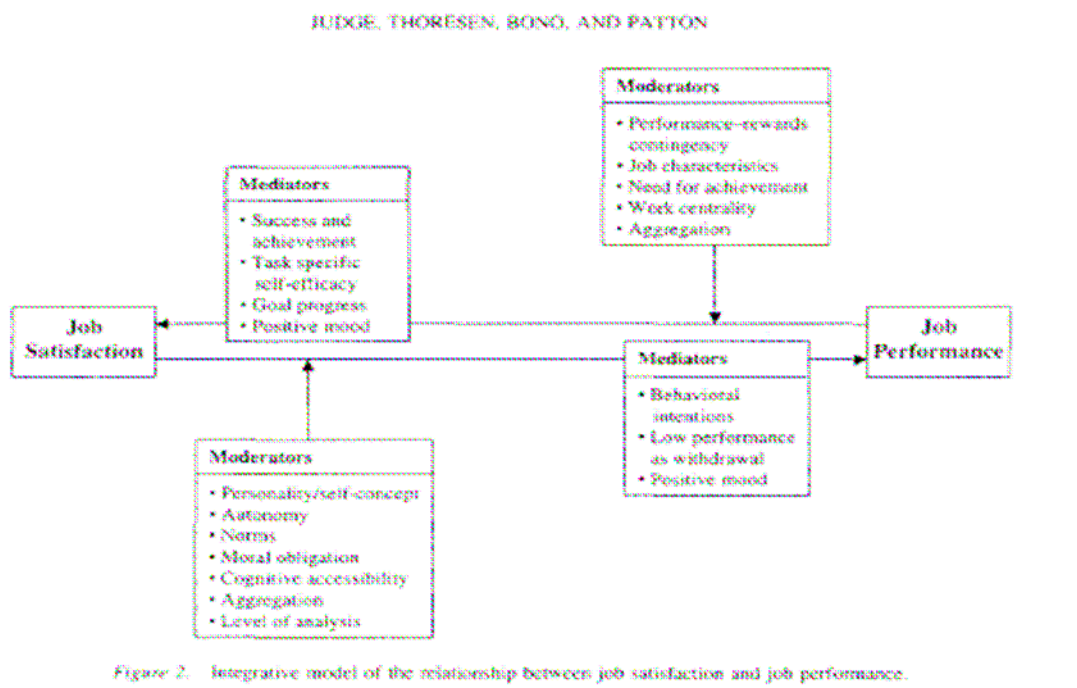 JUDGE, THORESEN, BONO, AND PATTON
Moderators
• Performance–rewards
contingency
• Job characteristics
• Need for achievement
• Work centrality
• Aggregation
Mediators
• Success and
achievement
• Task specific
self-efficacy
• Goal progress
• Positive mood
Job
Satisfaction
Job
Performance
Mediators
• Behavioral
intentions
• Low performance
as withdrawal
• Positive mood
Moderators
• Personality/self-concept
• Autonomy
• Norms
• Moral obligation
• Cognitive accessibility
• Aggregation
• Level of analysis
Figure 2. Integrative model of the relationship between job satisfaction and job performance.